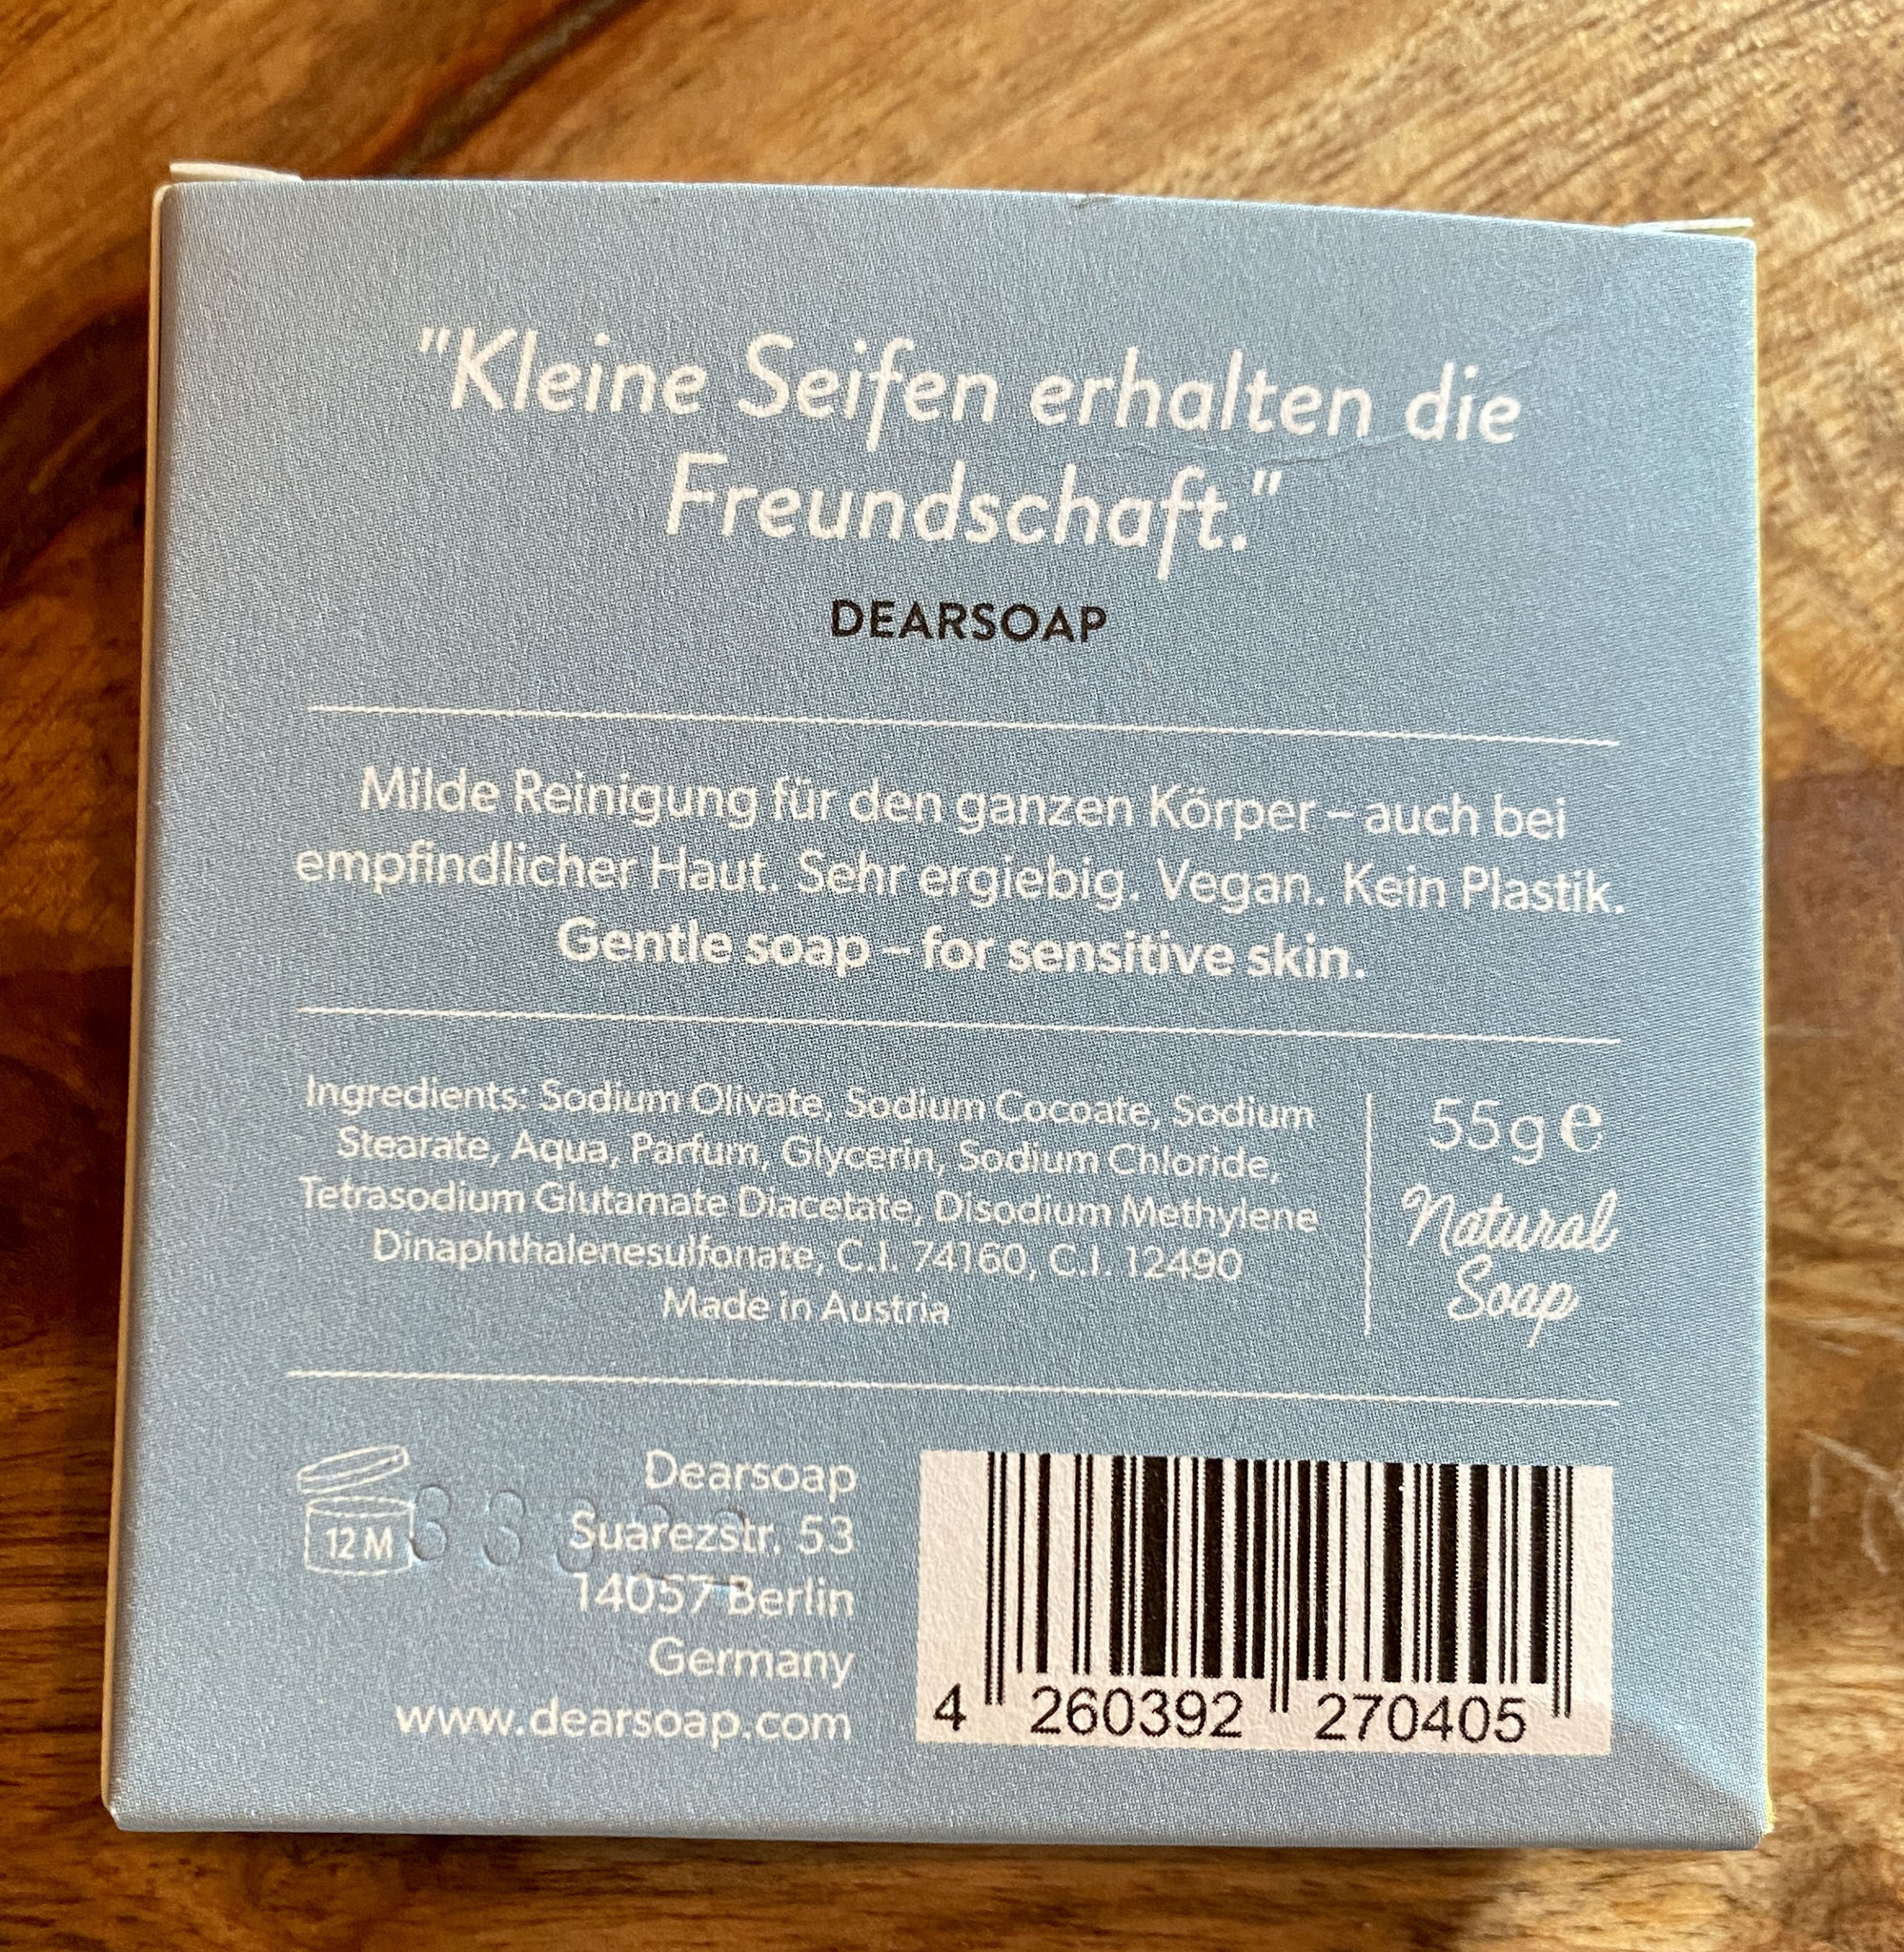 "Kleine Seifen erhalten die
Freundschaft."
DEARSOAP
Milde Reinigung für den ganzen Körper – auch bei
empfindlicher Haut. Sehr ergiebig. Vegan. Kein Plastik.
Gentle soap – for sensitive skin.
Ingredients: Sodium Olivate, Sodium Cocoate, Sodium
Stearate, Aqua, Parfum, Glycerin, Sodium Chloride,
Tetrasodium Glutamate Diacetate, Disodium Methylene
Dinaphthalenesulfonate, C.I. 74160, C.I. 12490
Made in Austria
55g e
Natural
Soap
12 M
Dearsoap
Suarezstr. 53
14057 Berlin
Germany
www.dearsoap.com
4 260392 270405